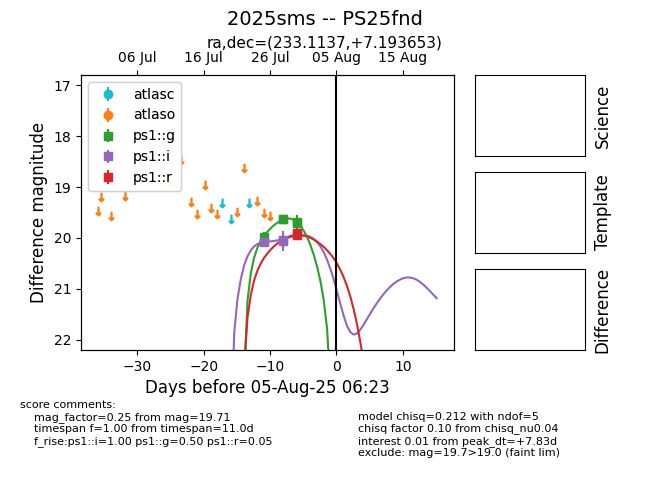 2025sms -- PS25fnd
ra,dec=(233.1137,+7.193653)
06 Jul 16 Jul 26 Jul 05 Aug 15 Aug
17
18
19
20
21
22
Difference magnitude
atlasc
atlaso
ps1::g
ps1::i
ps1::r
−30 −20 −10 0 10
Days before 05-Aug-25 06:23
Science
Template
Difference
score comments:
mag_factor=0.25 from mag=19.71
timespan f=1.00 from timespan=11.0d
f_rise:ps1::i=1.00 ps1::g=0.50 ps1::r=0.05
model chisq=0.212 with ndof=5
chisq factor 0.10 from chisq_nu0.04
interest 0.01 from peak_dt=+7.83d
exclude: mag=19.7>19.0 (faint lim)